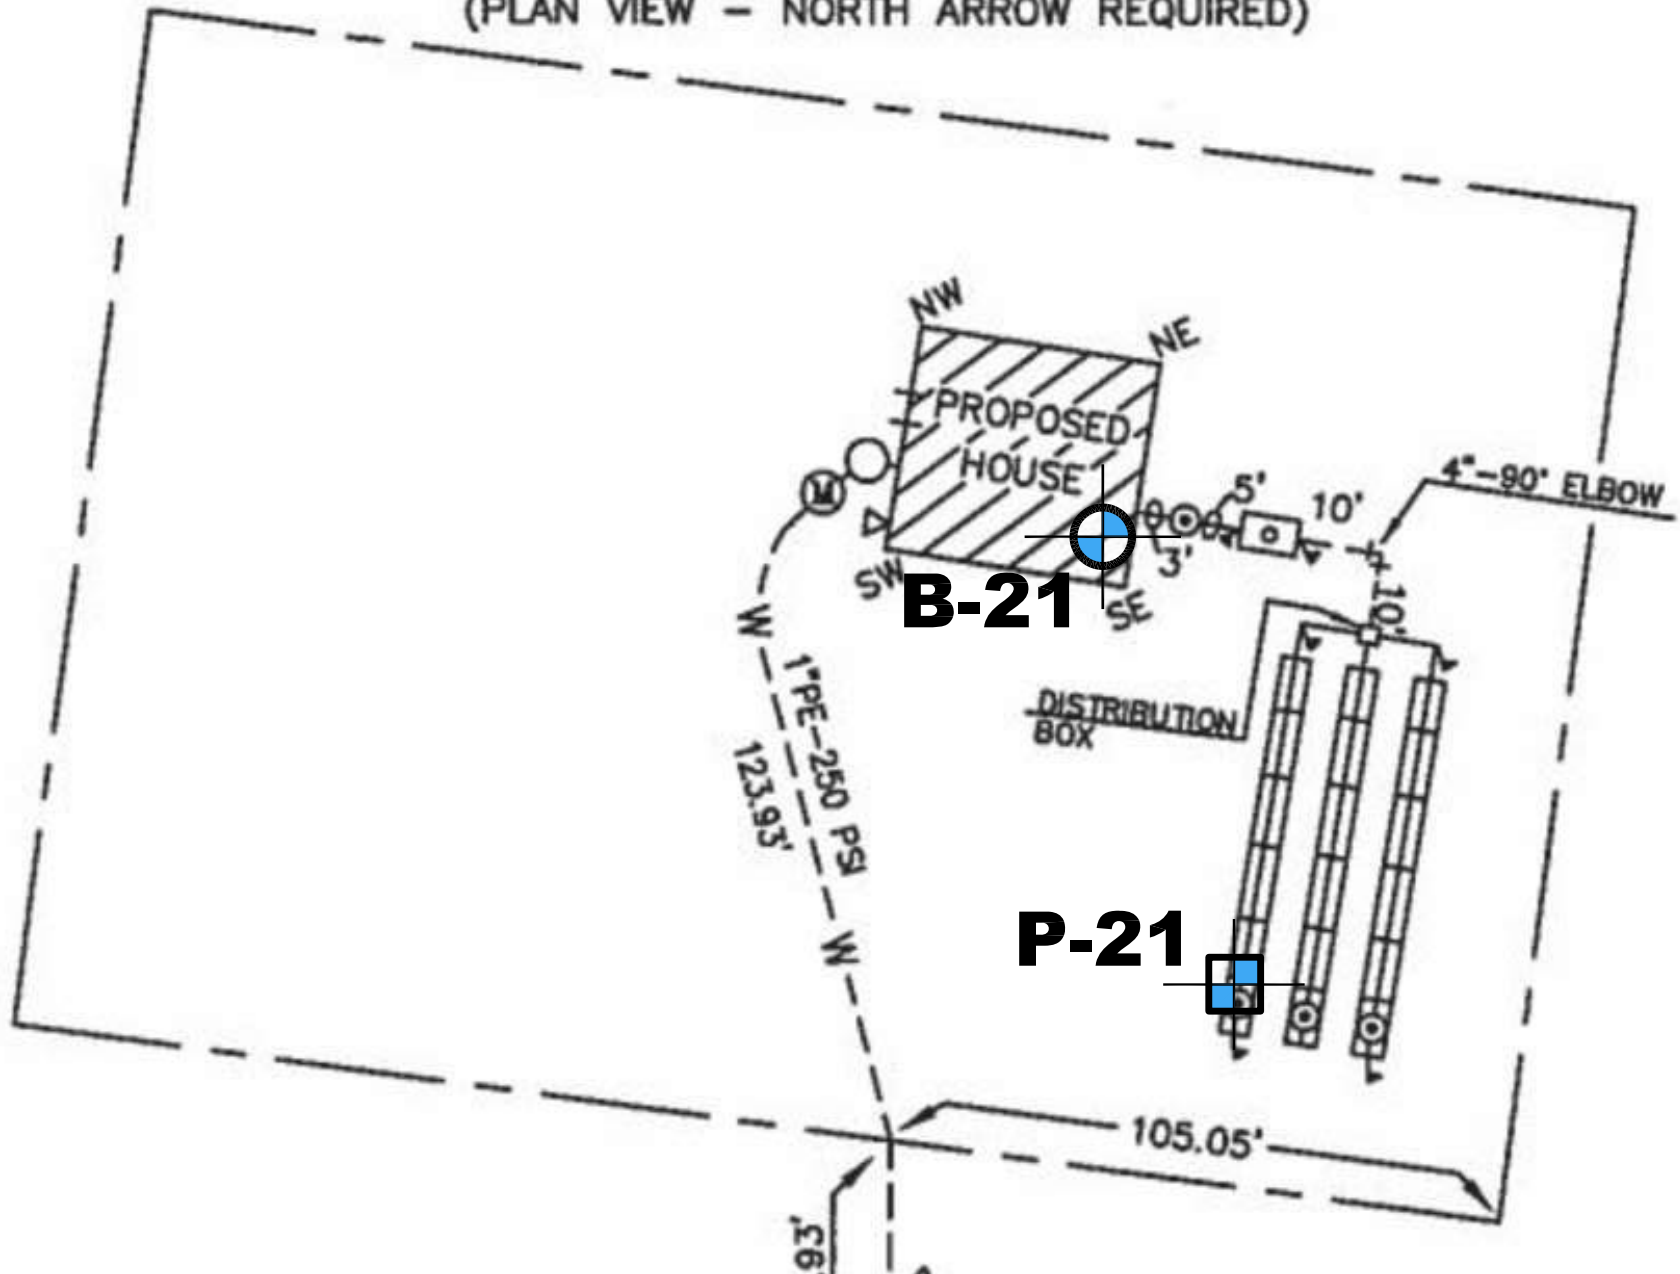 (PLAN VIEW – NORTH ARROW REQUIRED)
NW
NE
PROPOSED
HOUSE
4"-90° ELBOW
5'
10'
M
3'
SW
B-21
SE
10'
W
1"PE-250 PSI
123.93'
DISTRIBUTION
BOX
P-21
W
105.05'
.93'